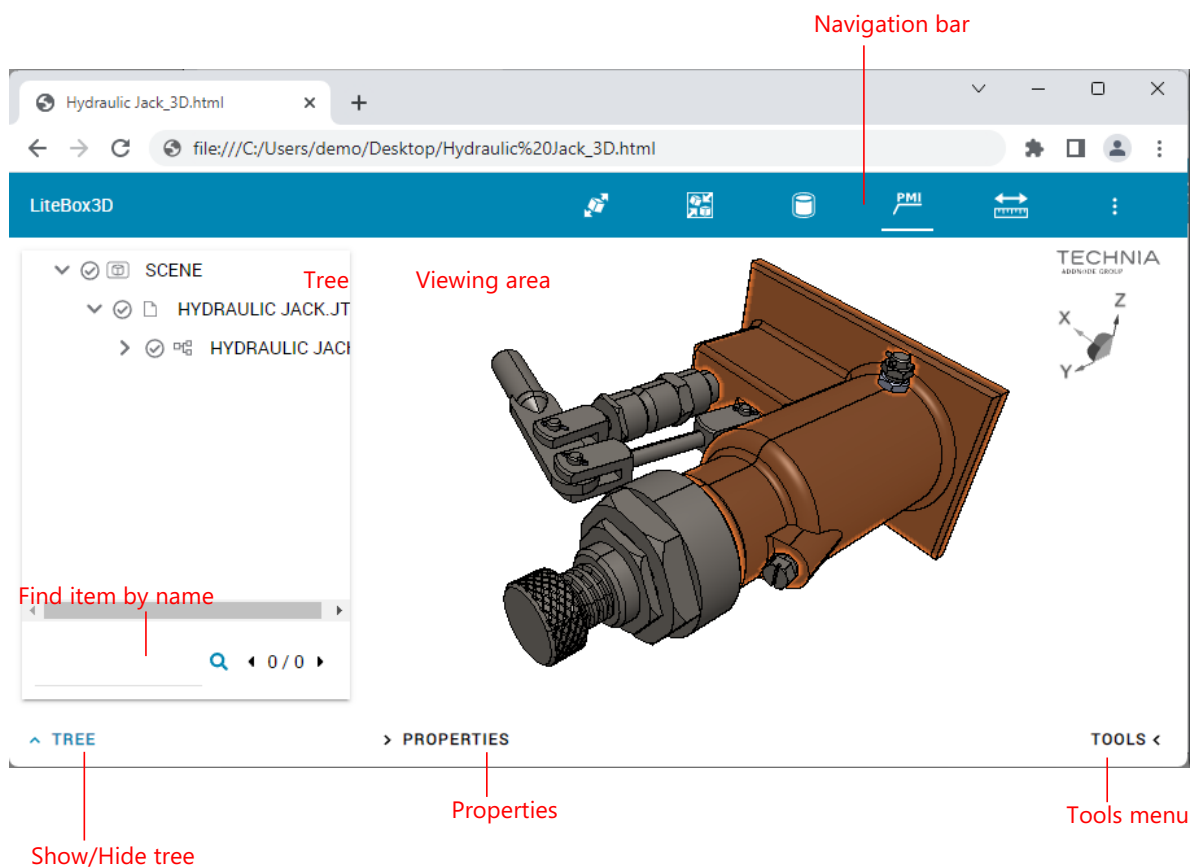 Navigation bar
Hydraulic Jack_3D.html
file:///C:/Users/demo/Desktop/Hydraulic%20Jack_3D.html
LiteBox3D
PMI
SCENE
Tree
Viewing area
TECHNIA
ADDNODE GROUP
HYDRAULIC JACK.JT
Z
X
Y
HYDRAULIC JACK
Find item by name
0 / 0
TREE
PROPERTIES
TOOLS
Properties
Tools menu
Show/Hide tree